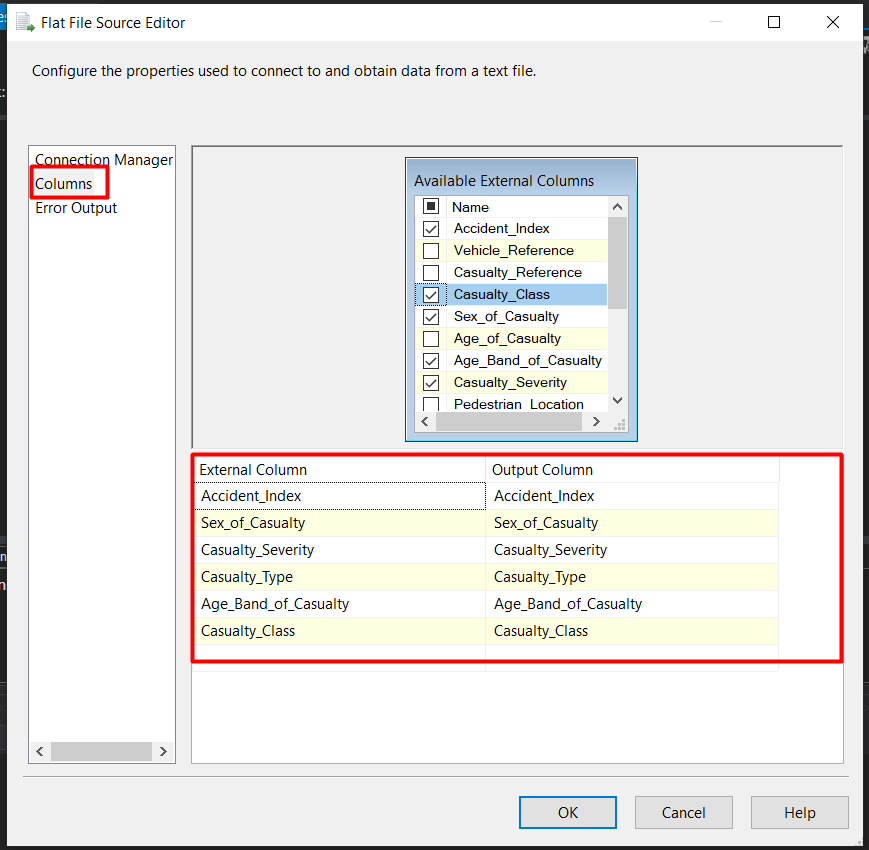 Flat File Source Editor
Configure the properties used to connect to and obtain data from a text file.
Connection Manager
Columns
Error Output
Available External Columns
Name
Accident_Index
Vehicle_Reference
Casualty_Reference
Casualty_Class
Sex_of_Casualty
Age_of_Casualty
Age_Band_of_Casualty
Casualty_Severity
Pedestrian_Location
External Column Output Column
Accident_Index Accident_Index
Sex_of_Casualty Sex_of_Casualty
Casualty_Severity Casualty_Severity
Casualty_Type Casualty_Type
Age_Band_of_Casualty Age_Band_of_Casualty
Casualty_Class Casualty_Class
OK Cancel Help